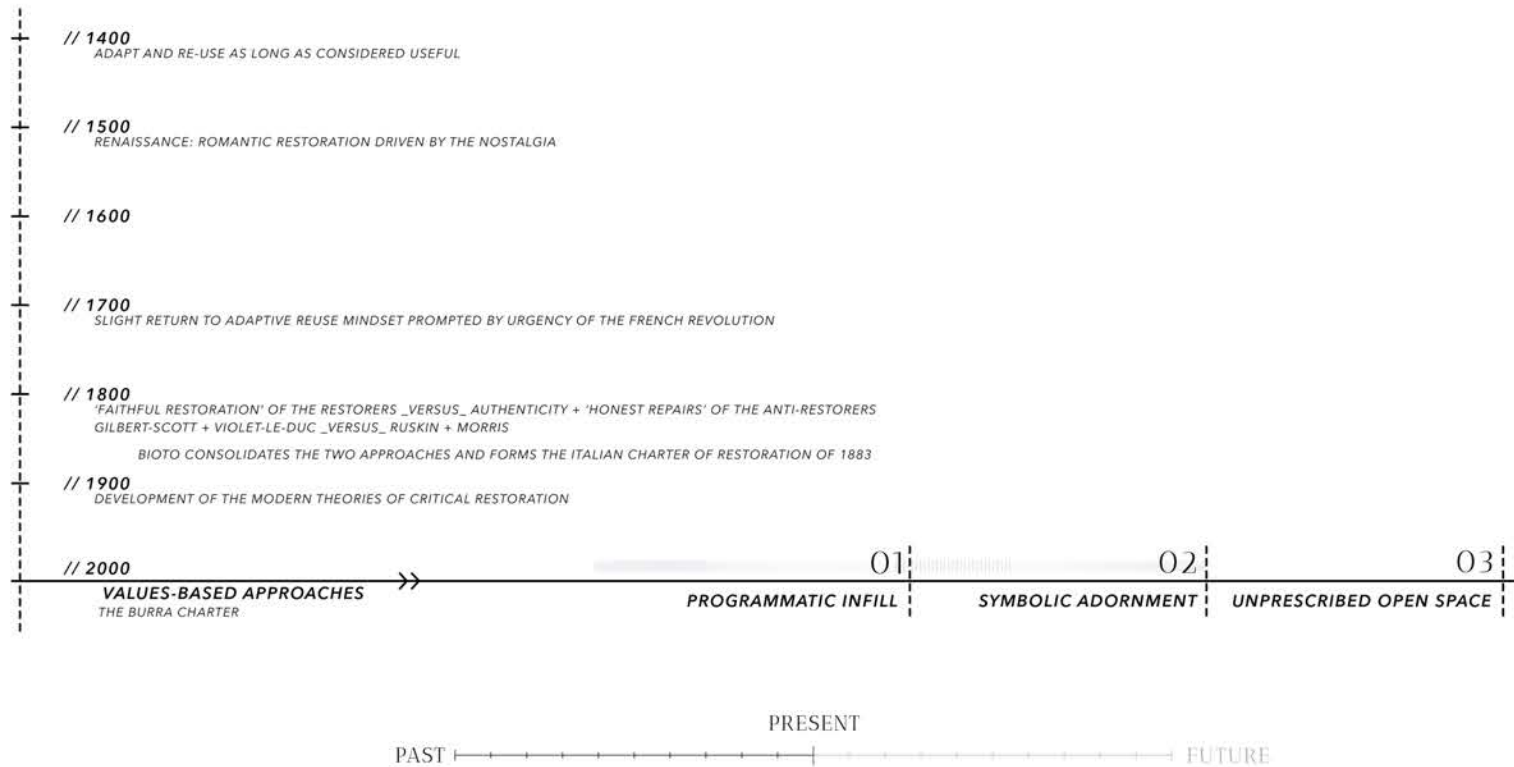 // 1400
ADAPT AND RE-USE AS LONG AS CONSIDERED USEFUL
// 1500
RENAISSANCE: ROMANTIC RESTORATION DRIVEN BY THE NOSTALGIA
// 1600
// 1700
SLIGHT RETURN TO ADAPTIVE REUSE MINDSET PROMPTED BY URGENCY OF THE FRENCH REVOLUTION
// 1800
'FAITHFUL RESTORATION' OF THE RESTORERS _VERSUS_ AUTHENTICITY + 'HONEST REPAIRS' OF THE ANTI-RESTORERS
GILBERT-SCOTT + VIOLET-LE-DUC _VERSUS_ RUSKIN + MORRIS
BIOTO CONSOLIDATES THE TWO APPROACHES AND FORMS THE ITALIAN CHARTER OF RESTORATION OF 1883
// 1900
DEVELOPMENT OF THE MODERN THEORIES OF CRITICAL RESTORATION
// 2000
VALUES-BASED APPROACHES
THE BURRA CHARTER
01
PROGRAMMATIC INFILL
02
SYMBOLIC ADORNMENT
03
UNPRESCRIBED OPEN SPACE
PRESENT
PAST
FUTURE